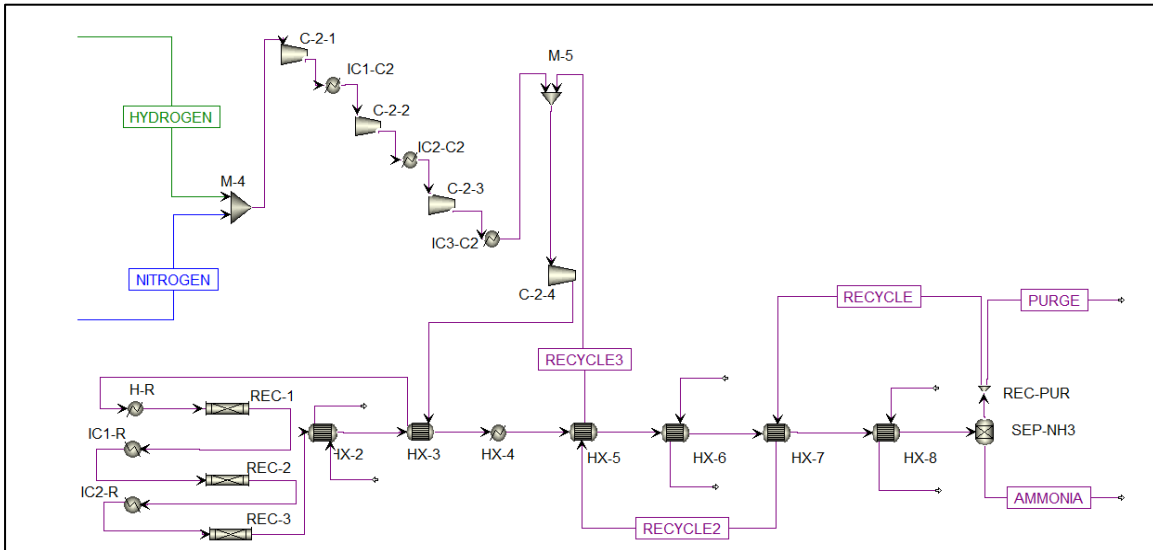 C-2-1
M-5
IC1-C2
HYDROGEN
C-2-2
IC2-C2
M-4
C-2-3
IC3-C2
NITROGEN
C-2-4
RECYCLE
PURGE
RECYCLE3
H-R
REC-1
REC-PUR
SEP-NH3
IC1-R
HX-2
HX-3
HX-4
HX-5
HX-6
HX-7
HX-8
REC-2
IC2-R
AMMONIA
REC-3
RECYCLE2